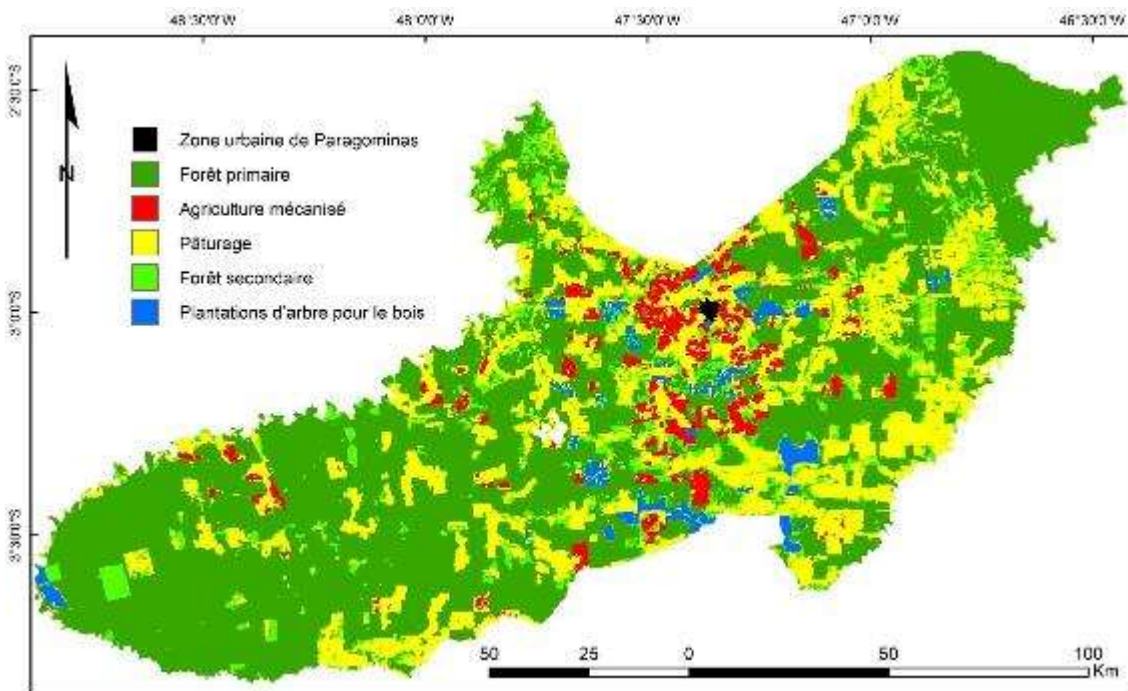 48°30'0"W 48°0'0"W 47°30'0"W 47°0'0"W 46°30'0"W
2°30'0"S
N
Zone urbaine de Paragominas
Forêt primaire
Agriculture mécanisé
Pâturage
Forêt secondaire
Plantations d'arbre pour le bois
3°0'0"S
3°30'0"S
50 25 0 50 100
Km